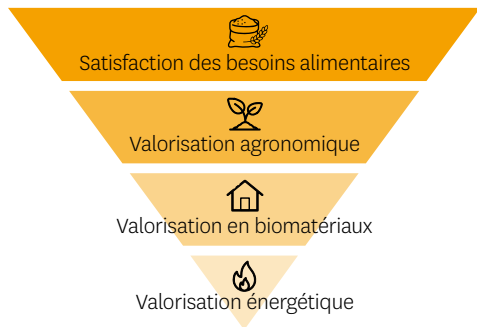 Satisfaction des besoins alimentaires
Valorisation agronomique
Valorisation en biomatériaux
Valorisation énergétique